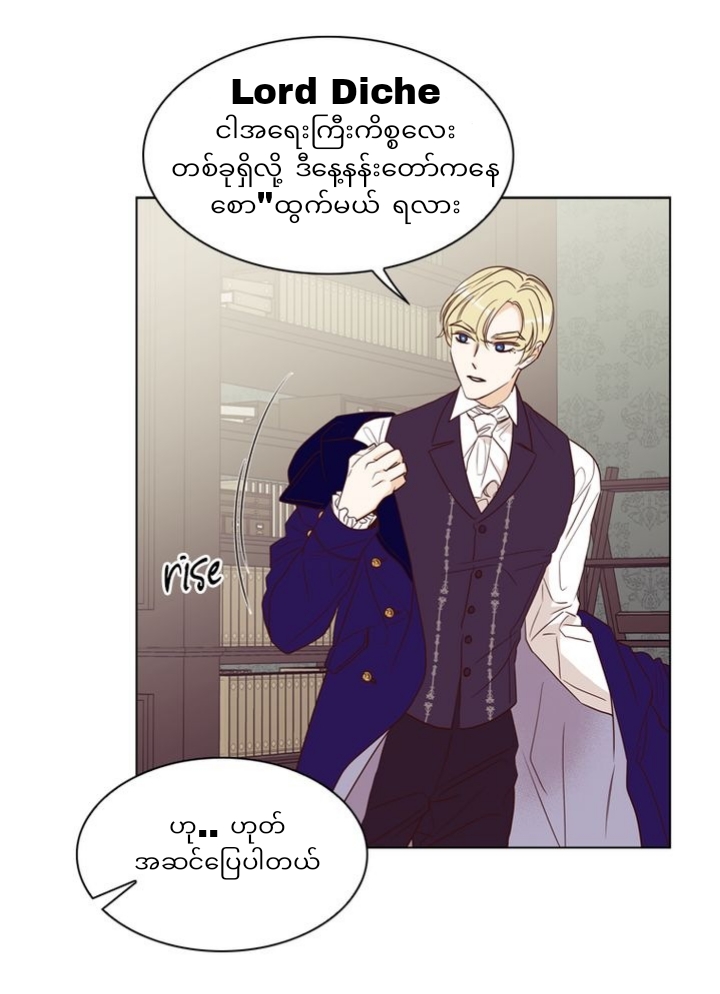 Lord Diche
ငါအရေးကြီးကိစ္စလေး
တစ်ခုရှိလို့ ဒီနေ့နန်းတော်ကနေ
စော"ထွက်မယ် ရလား
rise
ဟု.. ဟုတ်
အဆင်ပြေပါတယ်